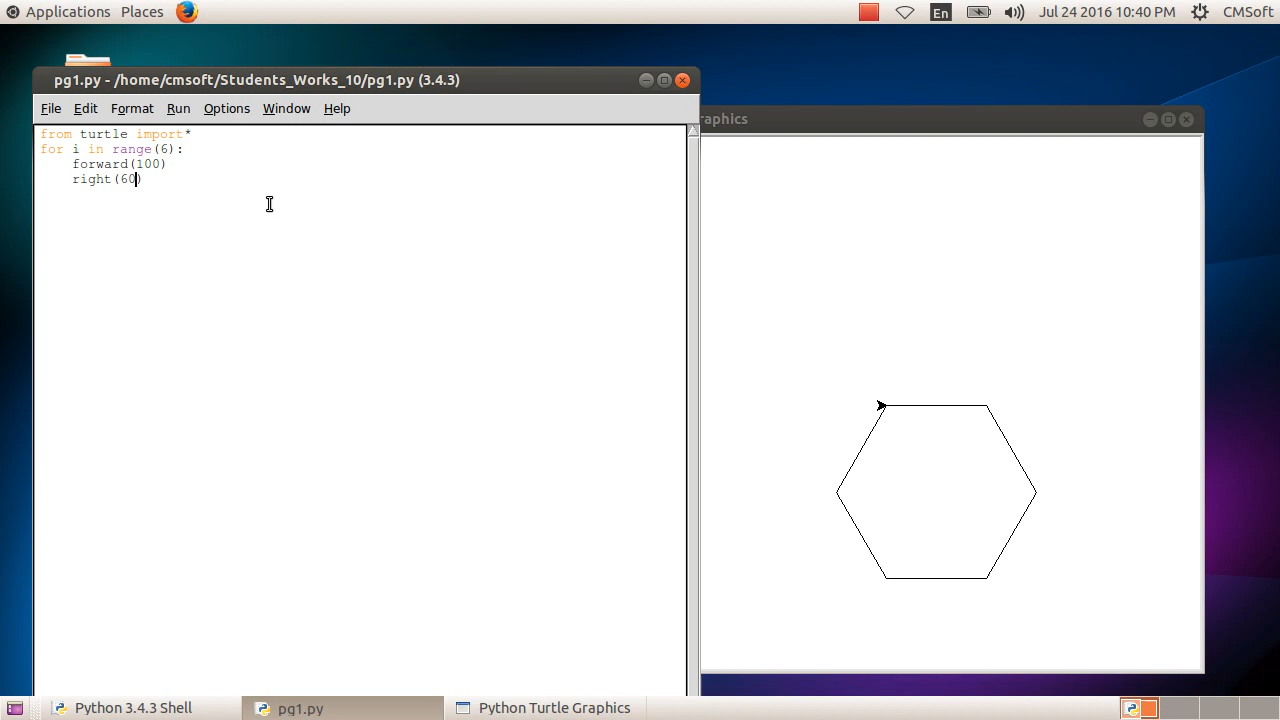 Applications Places En Jul 24 2016 10:40 PM CMSoft
pg1.py - /home/cmsoft/Students_Works_10/pg1.py (3.4.3)
File Edit Format Run Options Window Help
from turtle import*
for i in range(6):
    forward(100)
    right(60)
raphics
Python 3.4.3 Shell pg1.py Python Turtle Graphics